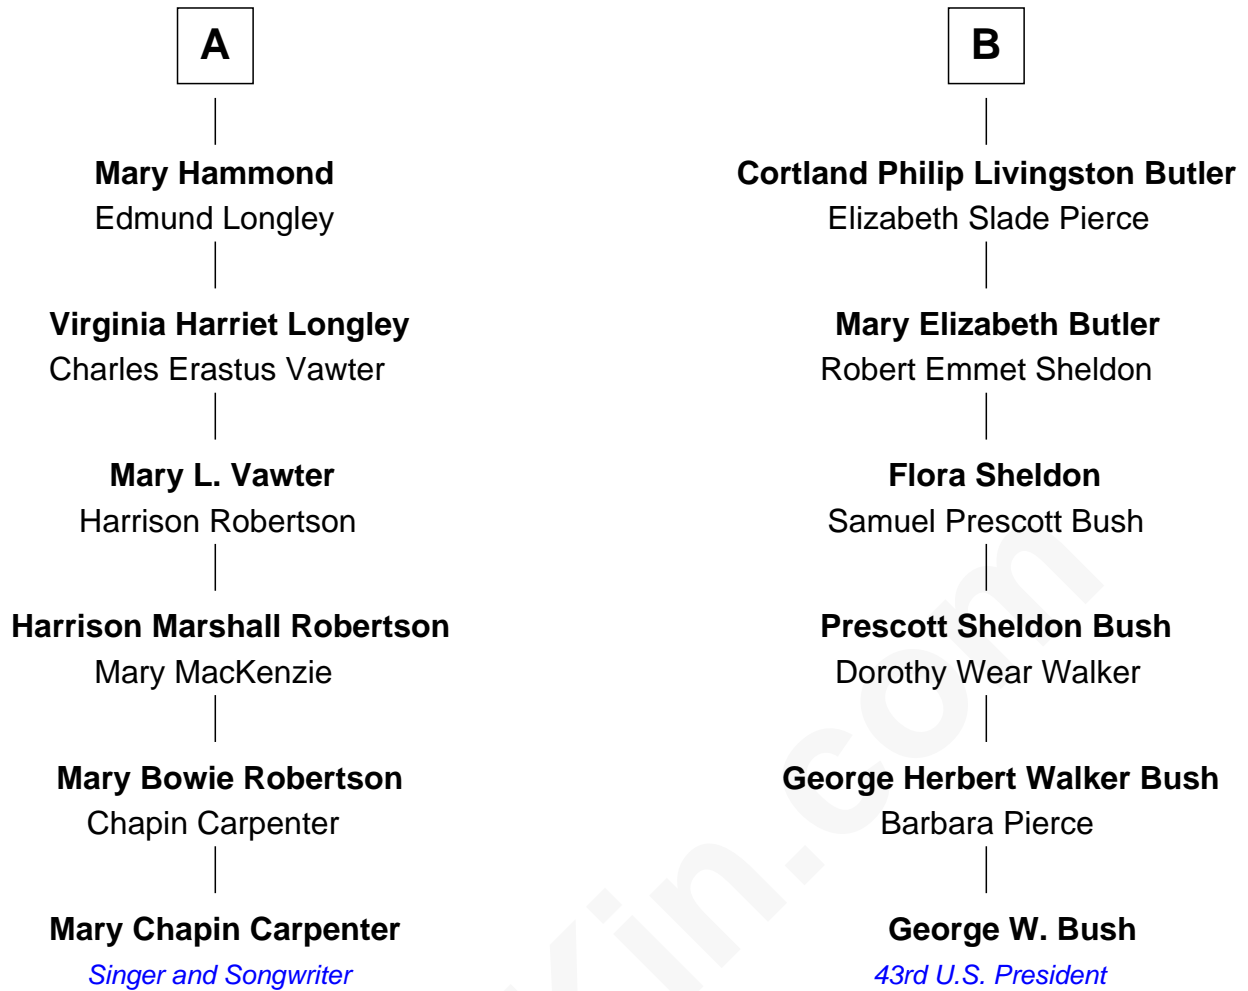 A
Mary Hammond
Edmund Longley
Virginia Harriet Longley
Charles Erastus Vawter
Mary L. Vawter
Harrison Robertson
Harrison Marshall Robertson
Mary MacKenzie
Mary Bowie Robertson
Chapin Carpenter
Mary Chapin Carpenter
Singer and Songwriter
B
Cortland Philip Livingston Butler
Elizabeth Slade Pierce
Mary Elizabeth Butler
Robert Emmet Sheldon
Flora Sheldon
Samuel Prescott Bush
Prescott Sheldon Bush
Dorothy Wear Walker
George Herbert Walker Bush
Barbara Pierce
George W. Bush
43rd U.S. President